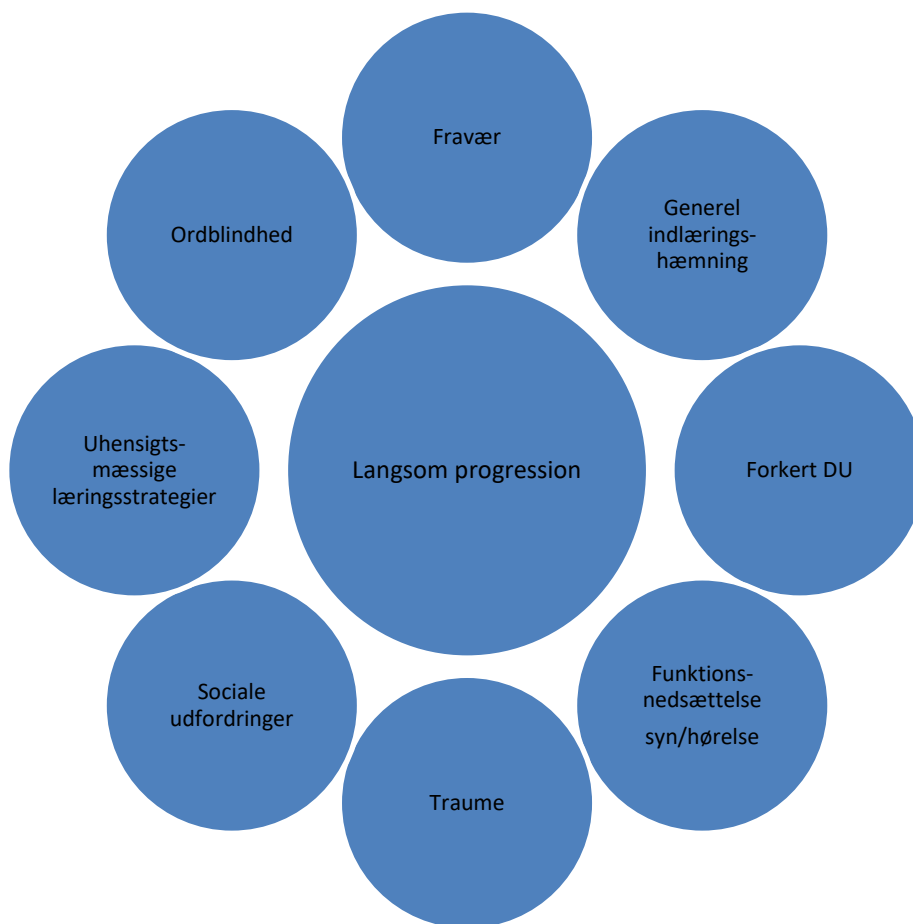 Fravær
Generel
indlærings-
hæmning
Forkert DU
Funktions-
nedsættelse
syn/hørelse
Traume
Sociale
udfordringer
Uhensigts-
mæssige
læringsstrategier
Ordblindhed
Langsom progression